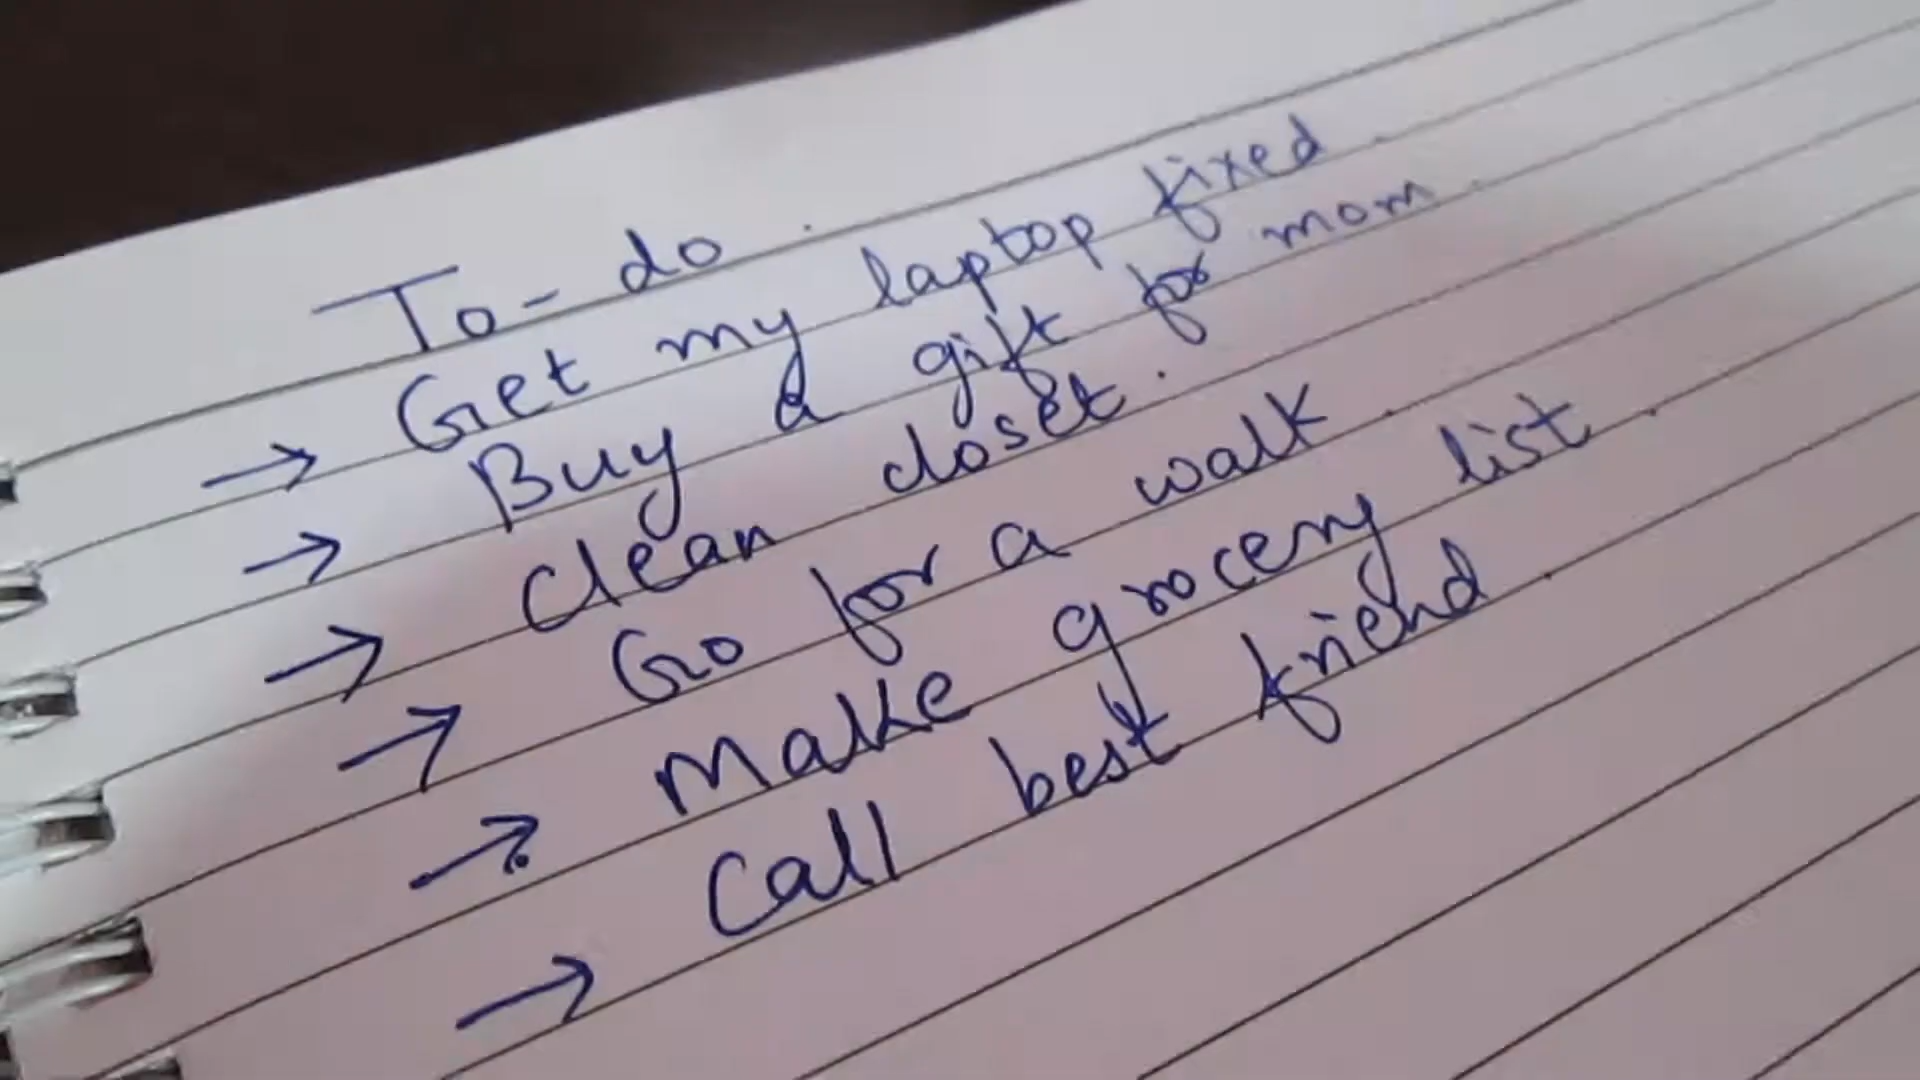 To-do.
→ Get my laptop fixed.
→ Buy a gift for mom.
→ Clean closet.
→ Go for a walk.
→ Make grocery list.
→ Call best friend.